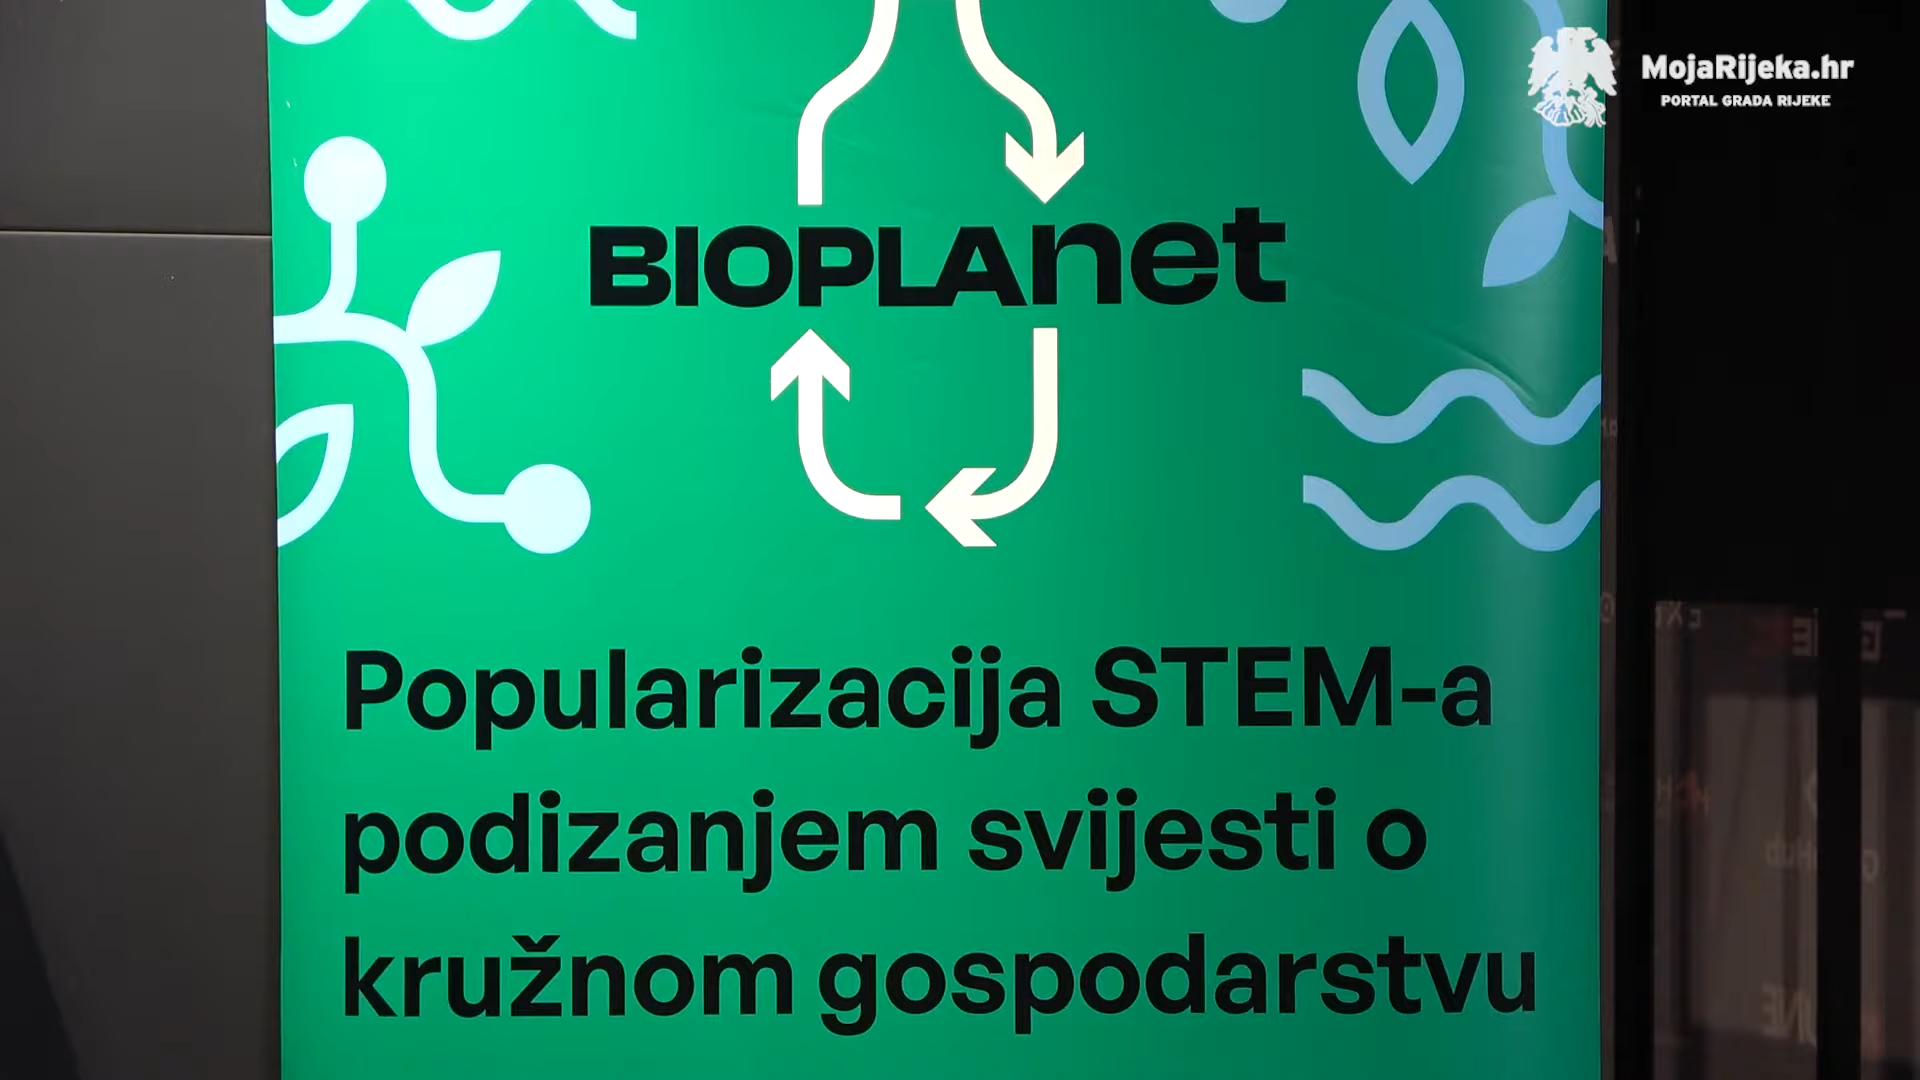 MojaRijeka.hr
PORTAL GRADA RIJEKE
BIOPLAnet
Popularizacija STEM-a
podizanjem svijesti o
kružnom gospodarstvu